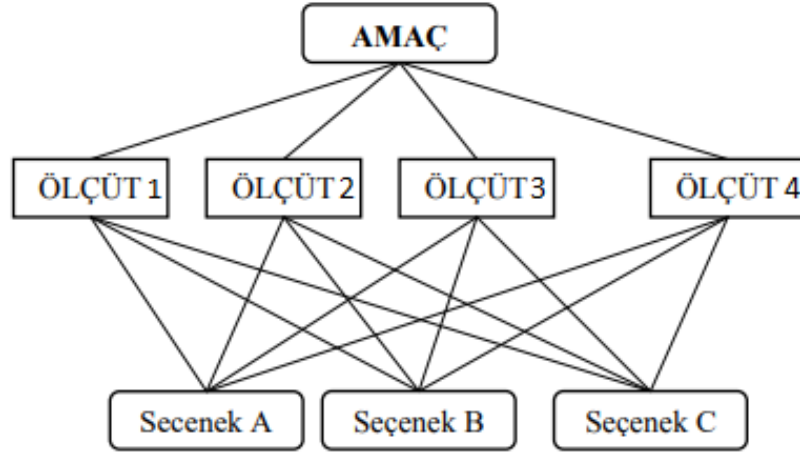 AMAÇ
ÖLÇÜT 1
ÖLÇÜT 2
ÖLÇÜT 3
ÖLÇÜT 4
Secenek A
Seçenek B
Seçenek C